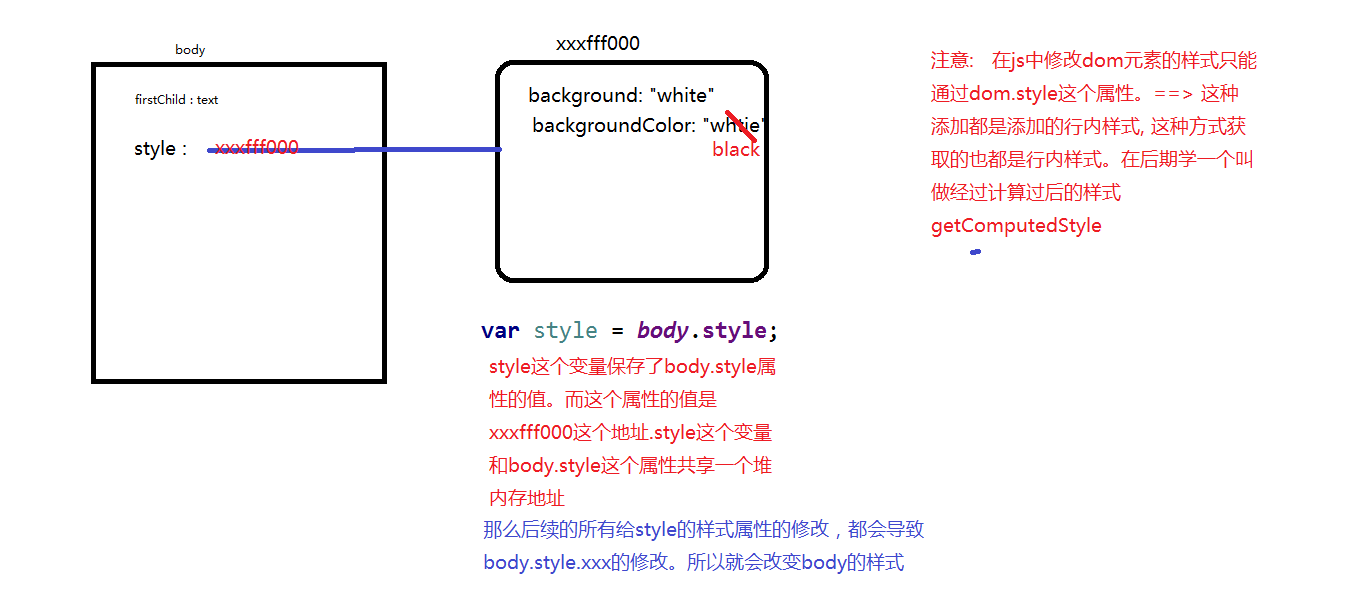 body
firstChild : text
style :
xxxfff000
xxxfff000
background: "white"
backgroundColor: "whtie"
black
var style = body.style;
style这个变量保存了body.style属
性的值。而这个属性的值是
xxxfff000这个地址.style这个变量
和body.style这个属性共享一个堆
内存地址
那么后续的所有给style的样式属性的修改，都会导致
body.style.xxx的修改。所以就会改变body的样式
注意: 在js中修改dom元素的样式只能
通过dom.style这个属性。==> 这种
添加都是添加的行内样式, 这种方式获
取的也都是行内样式。在后期学一个叫
做经过计算过后的样式
getComputedStyle